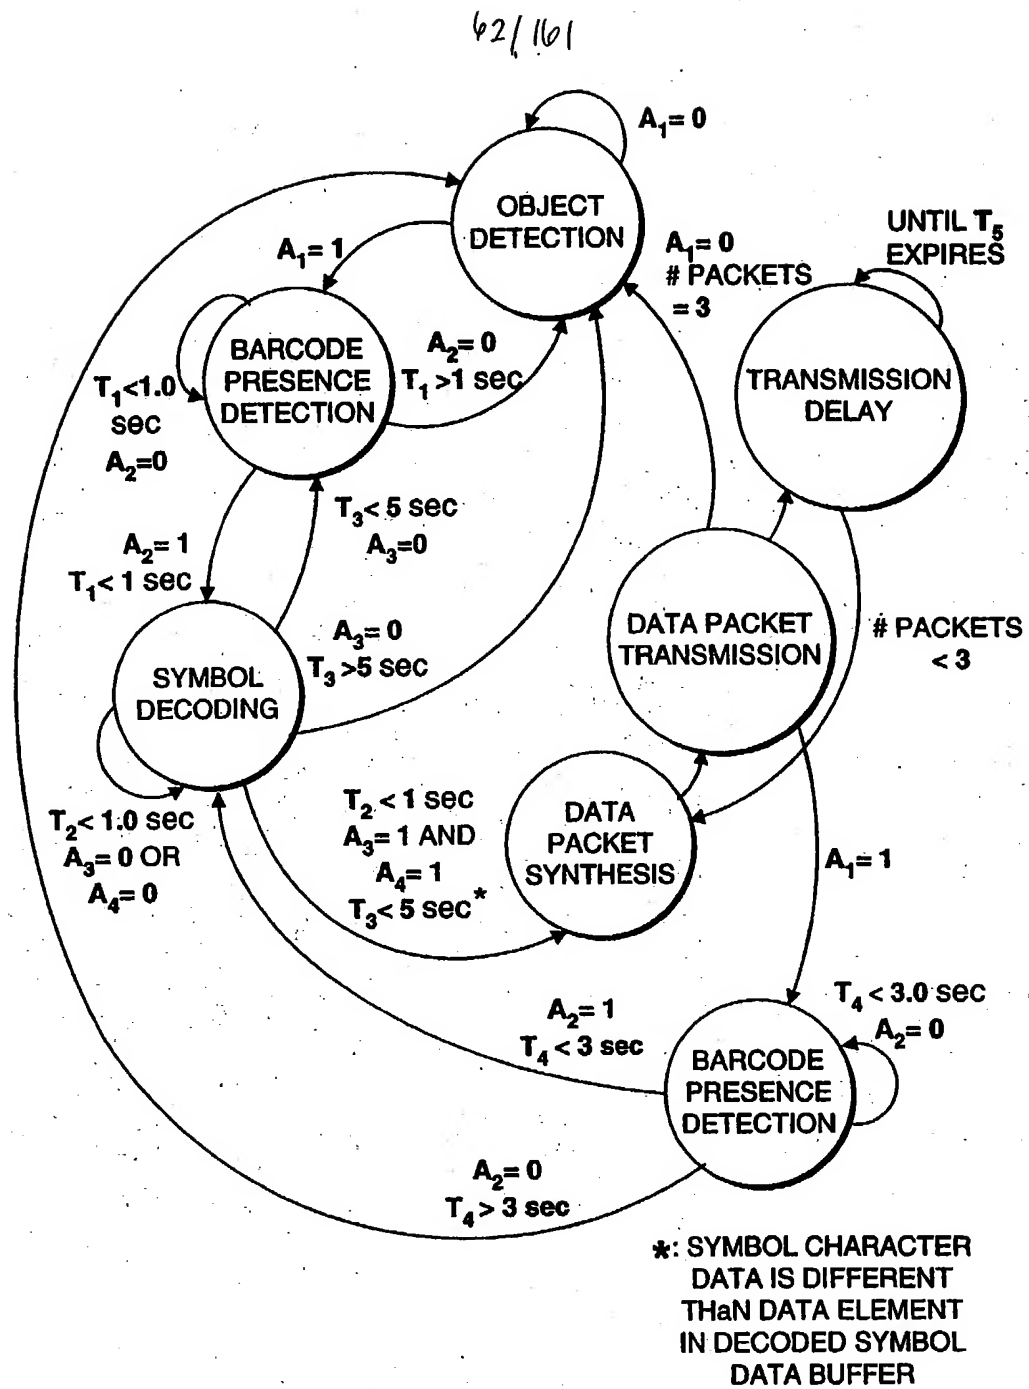 62/161
A₁= 0
OBJECT
DETECTION
UNTIL T₅
EXPIRES
A₁= 1
A₁= 0
# PACKETS
= 3
BARCODE
PRESENCE
DETECTION
A₂= 0
T₁ >1 sec
TRANSMISSION
DELAY
T₁<1.0
sec
A₂=0
T₃< 5 sec
A₃=0
A₂= 1
T₁< 1 sec
DATA PACKET
TRANSMISSION
# PACKETS
< 3
A₃= 0
T₃ >5 sec
SYMBOL
DECODING
T₂< 1.0 sec
A₃= 0 OR
A₄= 0
T₂ < 1 sec
A₃= 1 AND
A₄= 1
T₃< 5 sec*
DATA
PACKET
SYNTHESIS
A₁= 1
A₂= 1
T₄ < 3 sec
T₄ < 3.0 sec
A₂= 0
BARCODE
PRESENCE
DETECTION
A₂= 0
T₄> 3 sec
*: SYMBOL CHARACTER
DATA IS DIFFERENT
THaN DATA ELEMENT
IN DECODED SYMBOL
DATA BUFFER